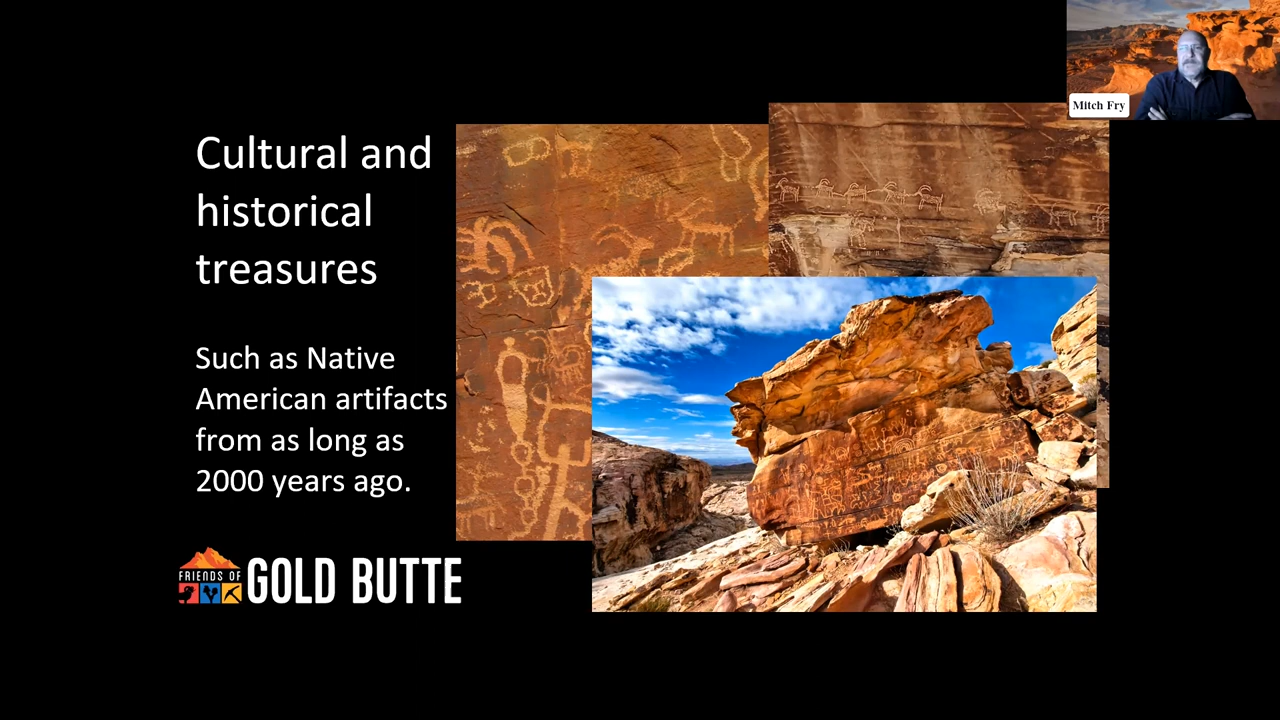 Mitch Fry
Cultural and
historical
treasures
Such as Native
American artifacts
from as long as
2000 years ago.
FRIENDS OF
GOLD BUTTE